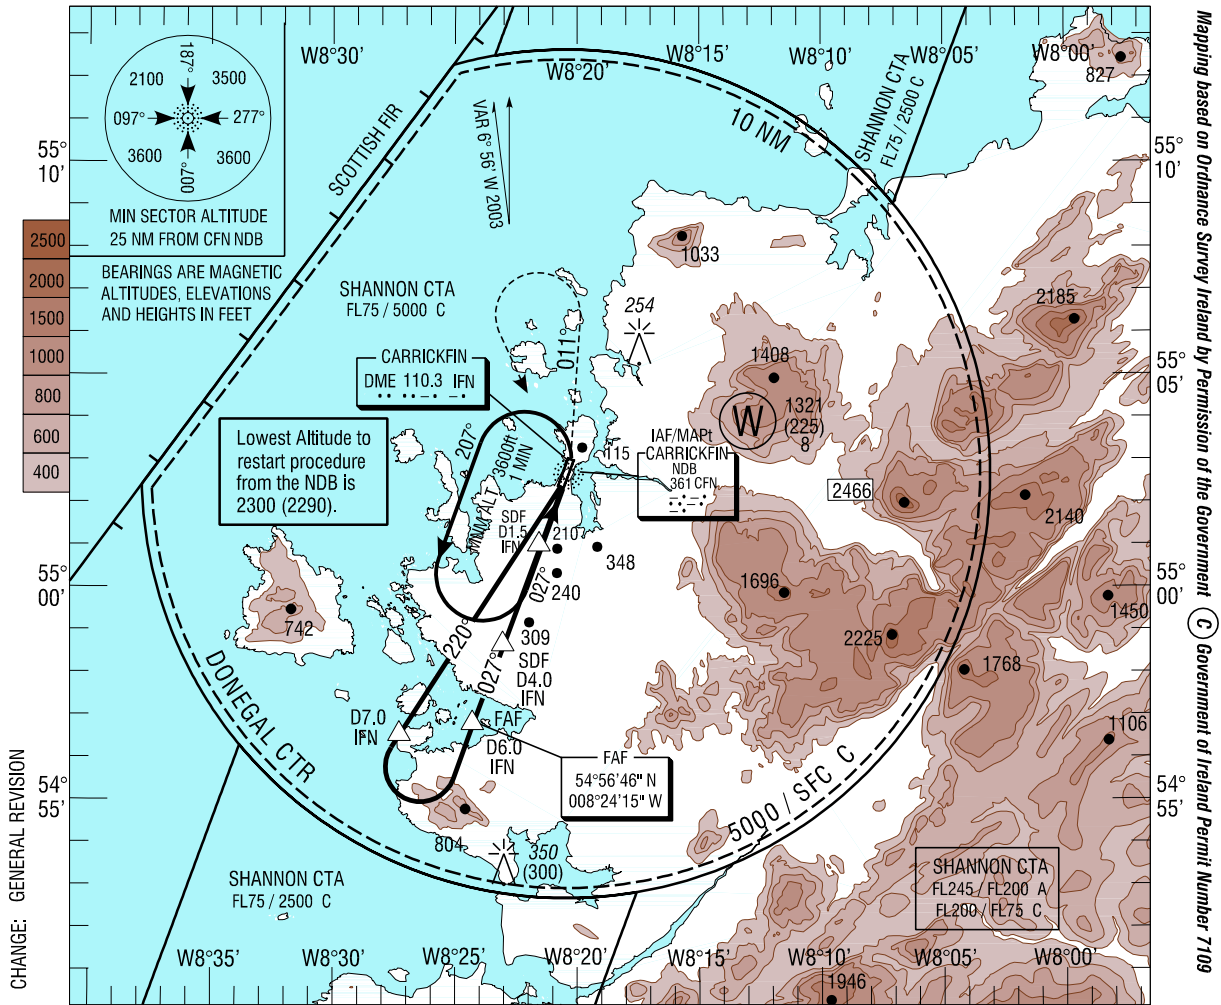 W8°30'
W8°20'
W8°15'
W8°10'
W8°05'
W8°00'
827
187°
2100
3500
097°
277°
3600
3600
007°
MIN SECTOR ALTITUDE
25 NM FROM CFN NDB
BEARINGS ARE MAGNETIC
ALTITUDES, ELEVATIONS
AND HEIGHTS IN FEET
SCOTTISH FIR
VAR 6° 56' W 2003
10 NM
SHANNON CTA
FL75 / 2500 C
55°
10'
55°
10'
2500
2000
1500
1000
800
600
400
SHANNON CTA
FL75 / 5000 C
1033
254
2185
011°
CARRICKFIN
DME 110.3 IFN
1408
55°
05'
W
1321
(225)
8
Lowest Altitude to
restart procedure
from the NDB is
2300 (2290).
207°
3600ft
1 MIN
MNM ALT
115
IAF/MAPt
CARRICKFIN
NDB
361 CFN
2466
2140
SDF
D1.5
IFN
210
348
240
027°
55°
00'
55°
00'
1696
1450
742
309
220°
2225
1768
SDF
D4.0
IFN
027°
DONEGAL CTR
D7.0
IFN
FAF
D6.0
IFN
1106
FAF
54°56'46" N
008°24'15" W
54°
55'
54°
55'
5000 / SFC C
804
350
(300)
SHANNON CTA
FL75 / 2500 C
SHANNON CTA
FL245 / FL200 A
FL200 / FL75 C
W8°35'
W8°30'
W8°25'
W8°20'
W8°15'
W8°10'
W8°05'
W8°00'
1946
CHANGE: GENERAL REVISION
Mapping based on Ordnance Survey Ireland by Permission of the Government © Government of Ireland Permit Number 7109